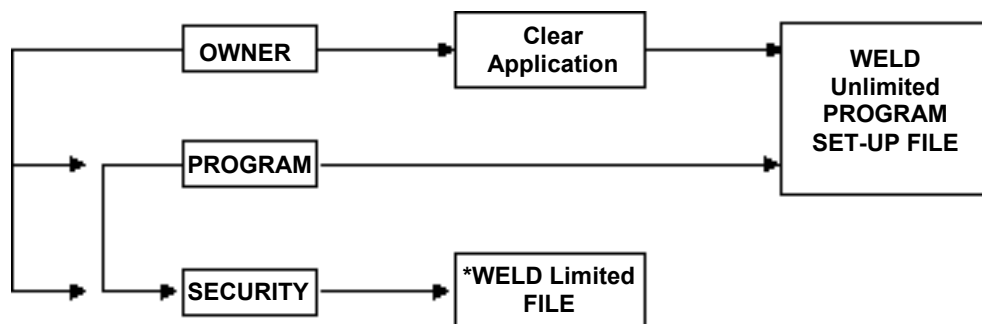 OWNER
Clear
Application
WELD
Unlimited
PROGRAM
SET-UP FILE
PROGRAM
SECURITY
*WELD Limited
FILE